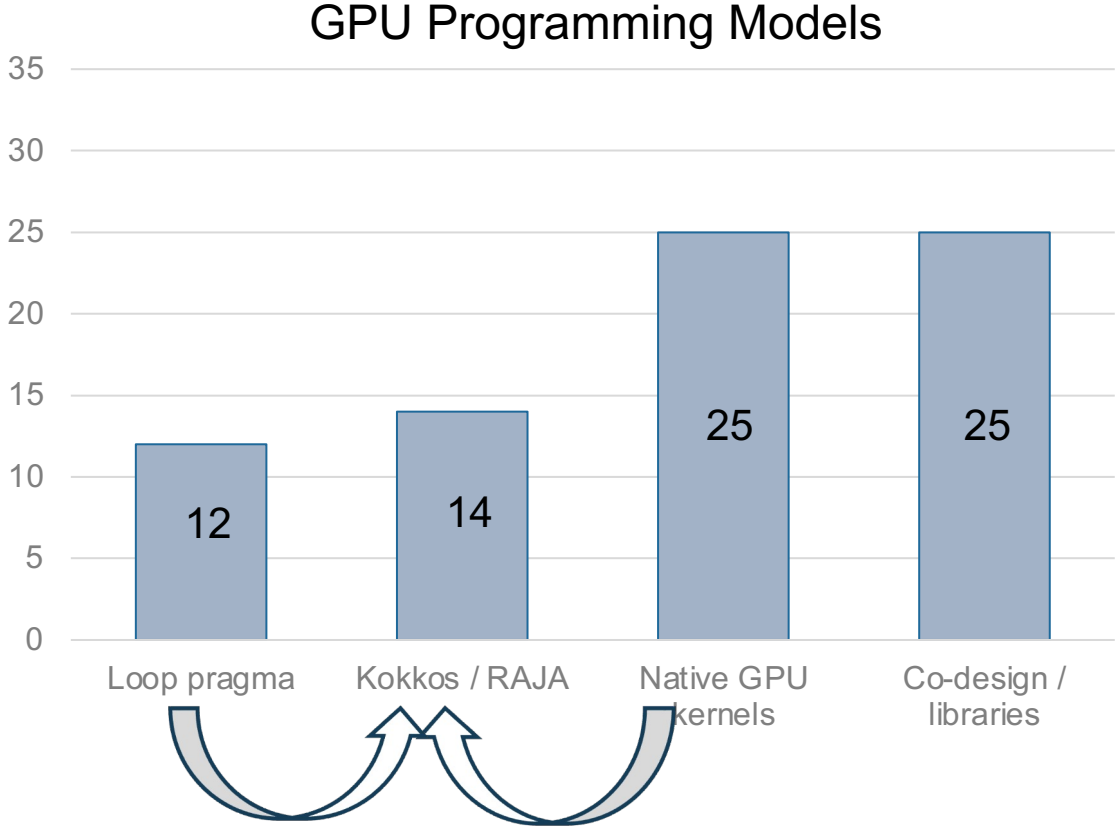 GPU Programming Models
35
30
25
20
15
10
5
0
12
14
25
25
Loop pragma
Kokkos / RAJA
Native GPU
kernels
Co-design /
libraries